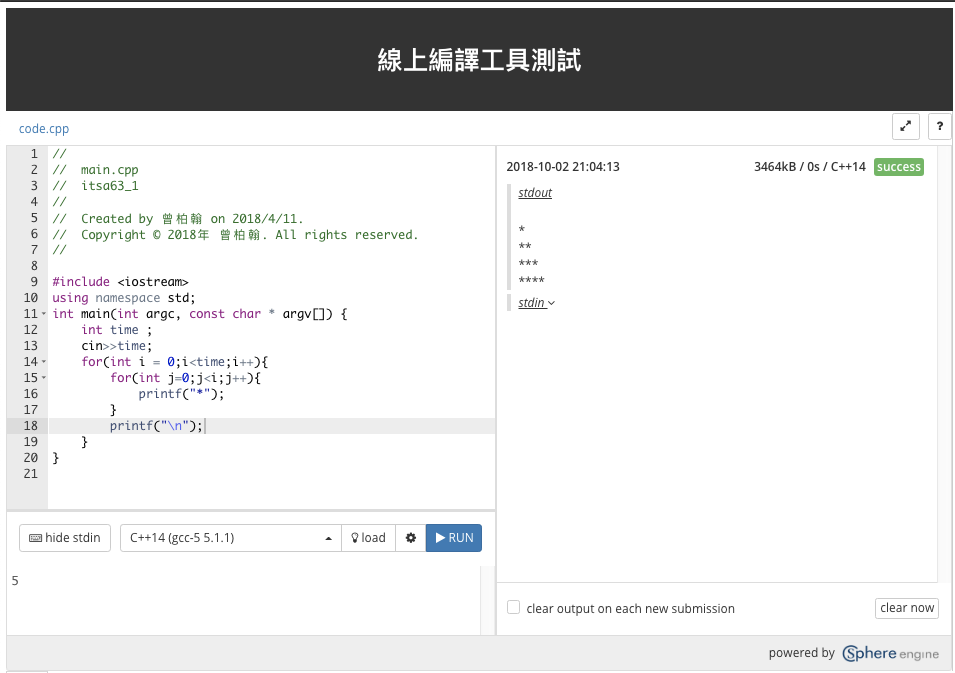 線上編譯工具測試
code.cpp
?
1 //
2 //  main.cpp
3 //  itsa63_1
4 //
5 //  Created by 曾柏翰 on 2018/4/11.
6 //  Copyright © 2018年 曾柏翰. All rights reserved.
7 //
8
9 #include <iostream>
10 using namespace std;
11 int main(int argc, const char * argv[]) {
12     int time ;
13     cin>>time;
14     for(int i = 0;i<time;i++){
15         for(int j=0;j<i;j++){
16             printf("*");
17         }
18         printf("\n");
19     }
20 }
21
hide stdin C++14 (gcc-5 5.1.1) load RUN
5
2018-10-02 21:04:13 3464kB / 0s / C++14 success
stdout
*
**
***
****
stdin
clear output on each new submission clear now
powered by Sphere engine